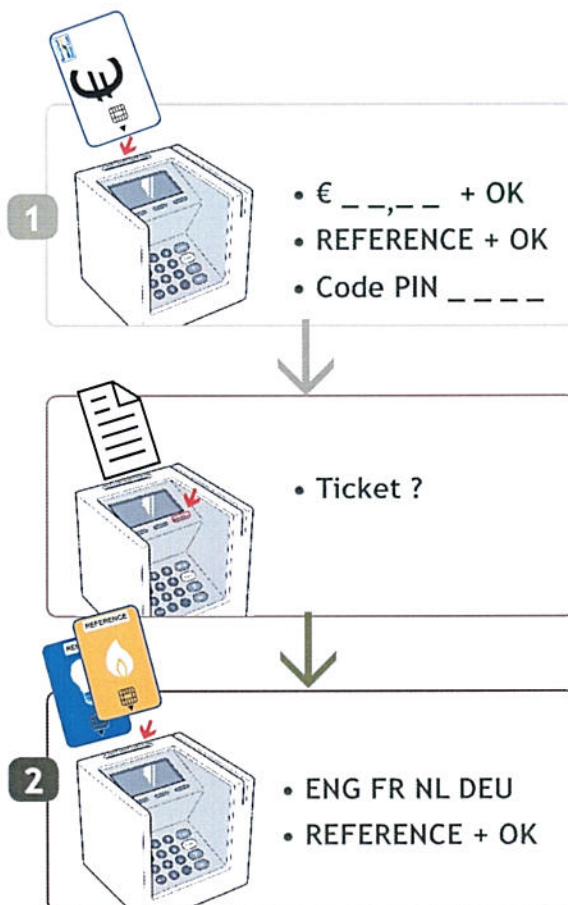 €
1
• € _ _,_ _ + OK
• REFERENCE + OK
• Code PIN _ _ _ _
• Ticket ?
REFERENCE
2
• ENG FR NL DEU
• REFERENCE + OK